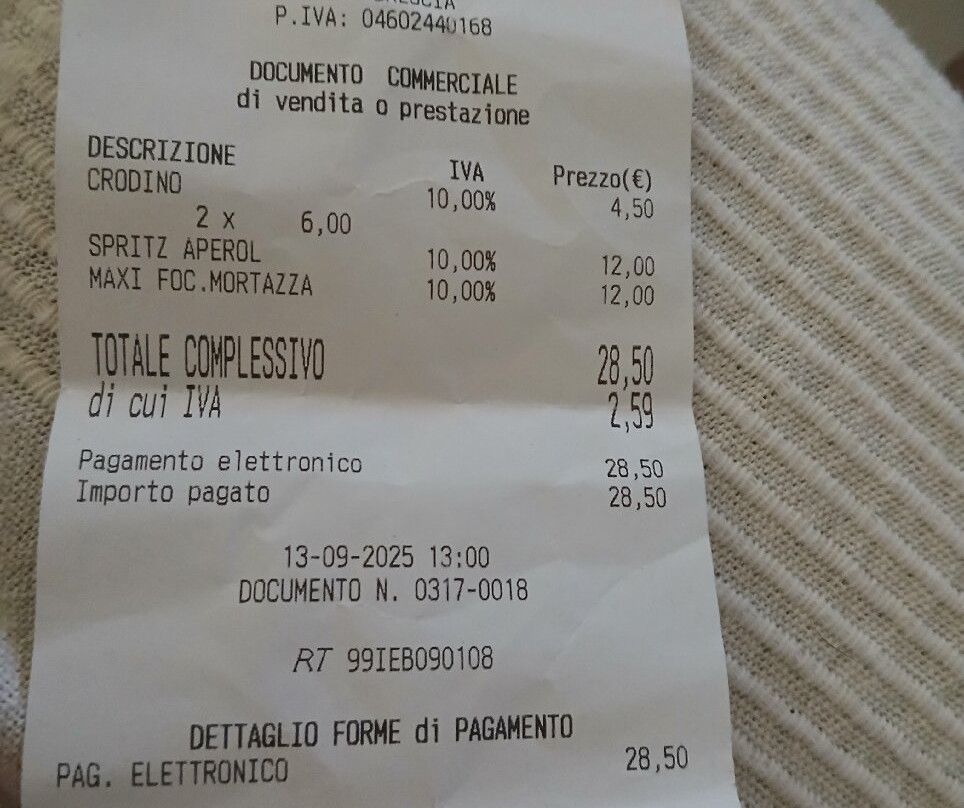 P.IVA: 04602440168
DOCUMENTO COMMERCIALE
di vendita o prestazione
DESCRIZIONE IVA Prezzo(€)
CRODINO 10,00% 4,50
2 x 6,00
SPRITZ APEROL 10,00% 12,00
MAXI FOC.MORTAZZA 10,00% 12,00
TOTALE COMPLESSIVO 28,50
di cui IVA 2,59
Pagamento elettronico 28,50
Importo pagato 28,50
13-09-2025 13:00
DOCUMENTO N. 0317-0018
RT 99IEB090108
DETTAGLIO FORME di PAGAMENTO
PAG. ELETTRONICO 28,50